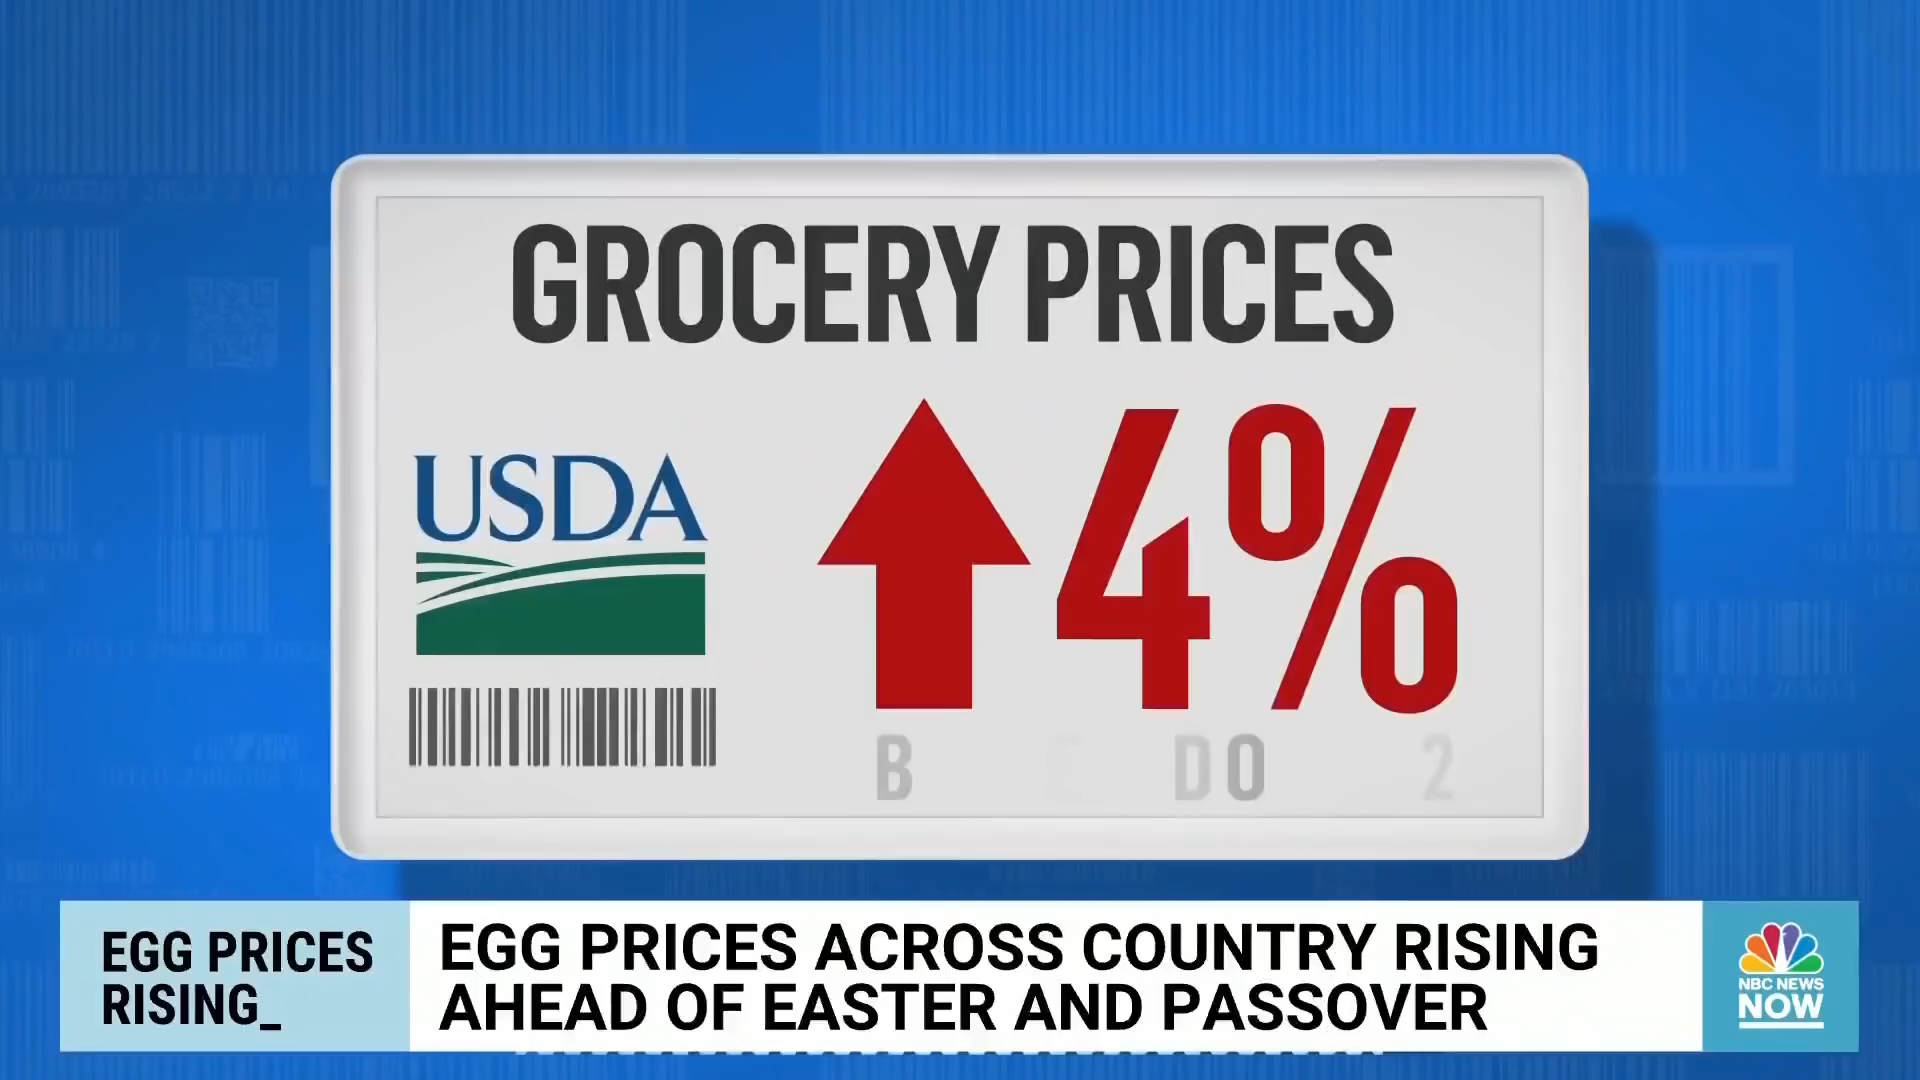 GROCERY PRICES
USDA
4%
EGG PRICES
RISING_
EGG PRICES ACROSS COUNTRY RISING
AHEAD OF EASTER AND PASSOVER
NBC NEWS
NOW